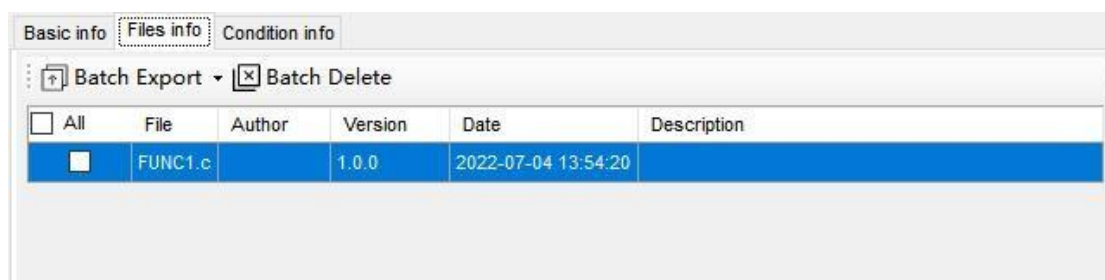 Basic info Files info Condition info
Batch Export Batch Delete
All File Author Version Date Description
FUNC1.c 1.0.0 2022-07-04 13:54:20